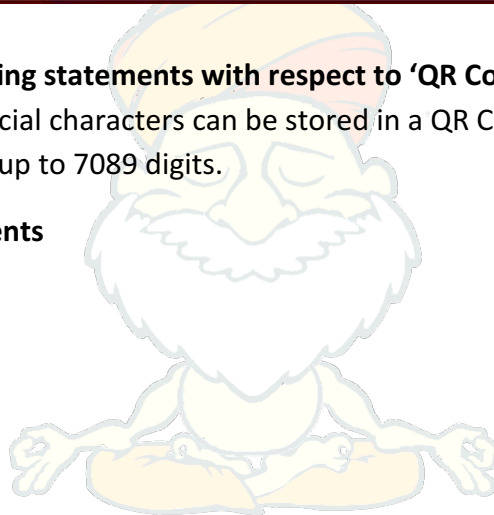 ing statements with respect to ‘QR Co
cial characters can be stored in a QR C
up to 7089 digits.
ents